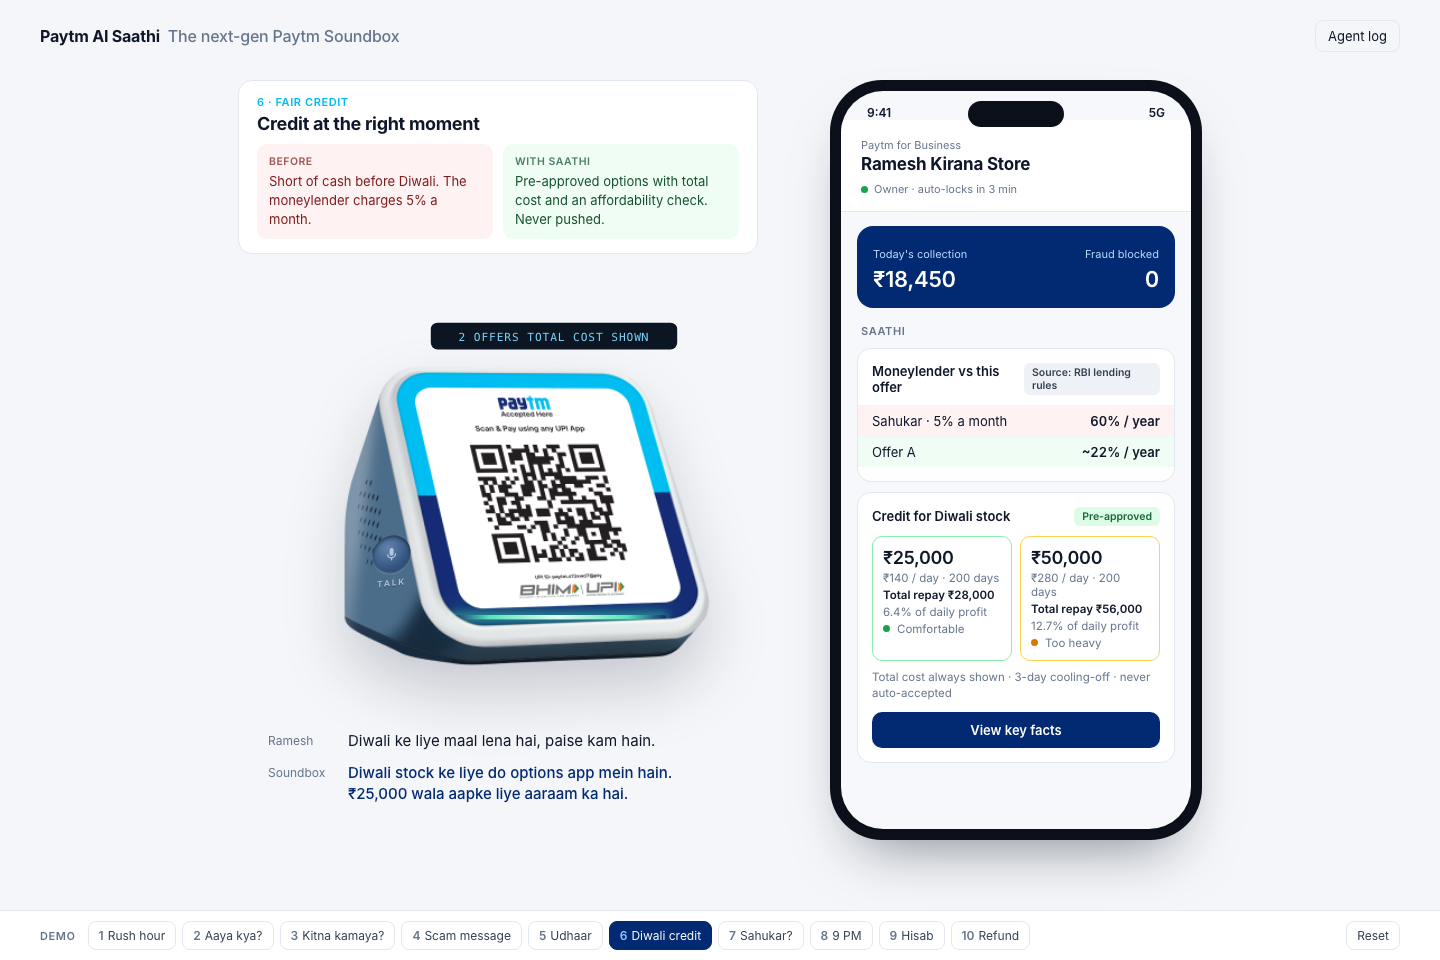 Paytm AI Saathi The next-gen Paytm Soundbox
Agent log
6 · FAIR CREDIT
Credit at the right moment
BEFORE
Short of cash before Diwali. The
moneylender charges 5% a
month.
WITH SAATHI
Pre-approved options with total
cost and an affordability check.
Never pushed.
2 OFFERS TOTAL COST SHOWN
paytm
Accepted Here
Scan & Pay using any UPI App
BHIM UPI
TALK
Ramesh Diwali ke liye maal lena hai, paise kam hain.
Soundbox Diwali stock ke liye do options app mein hain.
₹25,000 wala aapke liye aaraam ka hai.
9:41
5G
Paytm for Business
Ramesh Kirana Store
Owner · auto-locks in 3 min
Today's collection
₹18,450
Fraud blocked
0
SAATHI
Moneylender vs this
offer
Source: RBI lending
rules
Sahukar · 5% a month 60% / year
Offer A ~22% / year
Credit for Diwali stock
Pre-approved
₹25,000
₹140 / day · 200 days
Total repay ₹28,000
6.4% of daily profit
Comfortable
₹50,000
₹280 / day · 200
days
Total repay ₹56,000
12.7% of daily profit
Too heavy
Total cost always shown · 3-day cooling-off · never
auto-accepted
View key facts
DEMO
1 Rush hour
2 Aaya kya?
3 Kitna kamaya?
4 Scam message
5 Udhaar
6 Diwali credit
7 Sahukar?
8 9 PM
9 Hisab
10 Refund
Reset